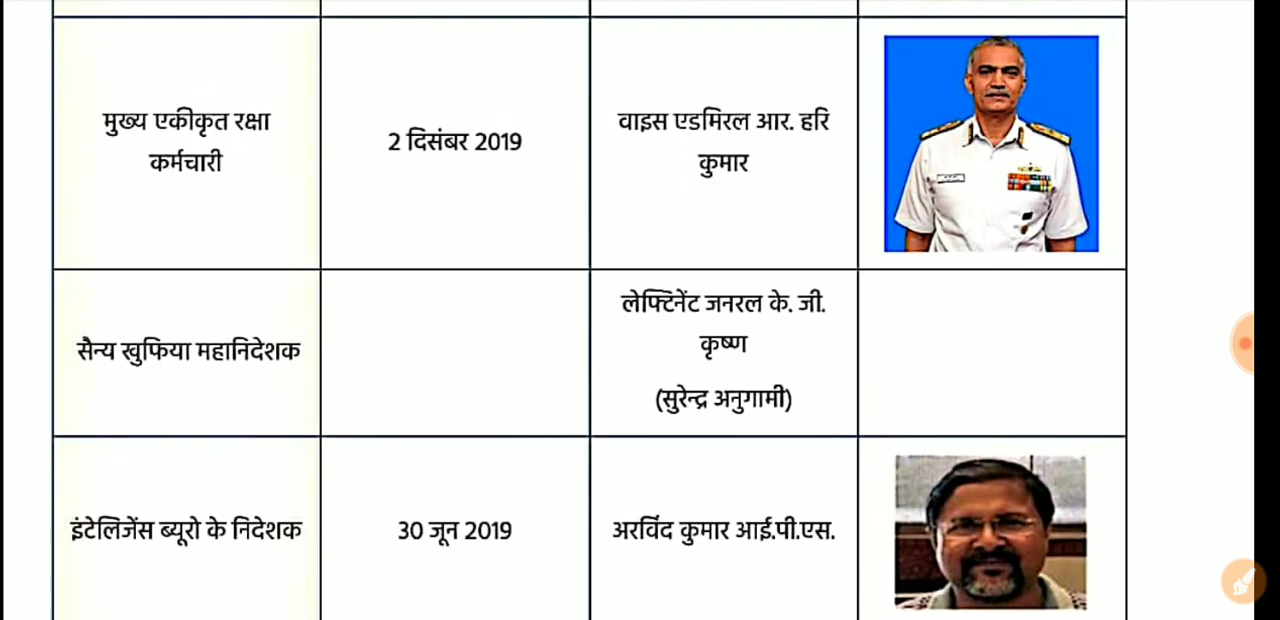 मुख्य एकीकृत रक्षा
कर्मचारी
2 दिसंबर 2019
वाइस एडमिरल आर. हरि
कुमार
सैन्य खुफिया महानिदेशक
लेफ्टिनेंट जनरल के. जी.
कृष्ण
(सुरेन्द्र अनुगामी)
इंटेलिजेंस ब्यूरो के निदेशक
30 जून 2019
अरविंद कुमार आई.पी.एस.